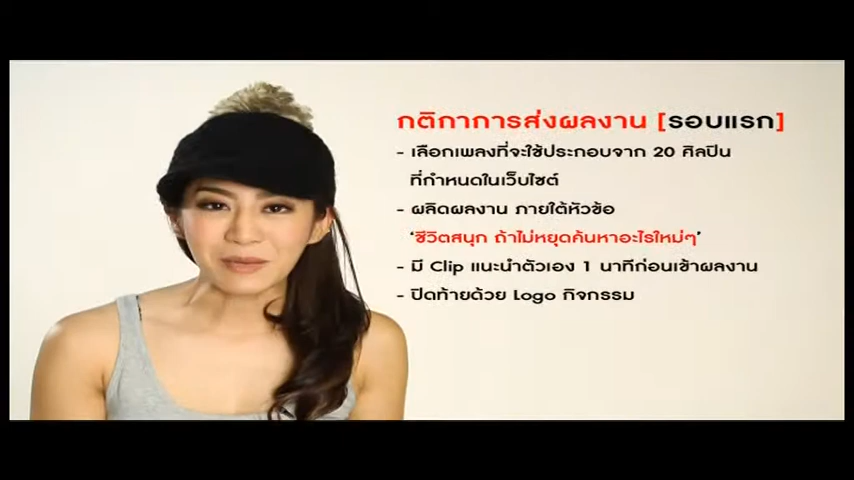 กติกาการส่งผลงาน [รอบแรก]
- เลือกเพลงที่จะใช้ประกอบจาก 20 ศิลปิน
ที่กำหนดในเว็บไซต์
- ผลิตผลงาน ภายใต้หัวข้อ
‘ชีวิตสนุก ถ้าไม่หยุดค้นหาอะไรใหม่ๆ’
- มี Clip แนะนำตัวเอง 1 นาทีก่อนเข้าผลงาน
- ปิดท้ายด้วย Logo กิจกรรม